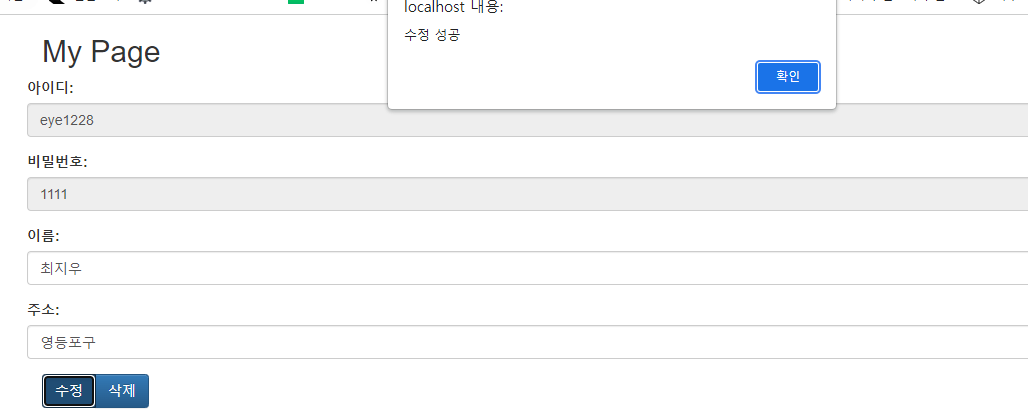 localhost 내용:
수정 성공
확인
My Page
아이디:
eye1228
비밀번호:
1111
이름:
최지우
주소:
영등포구
수정 삭제